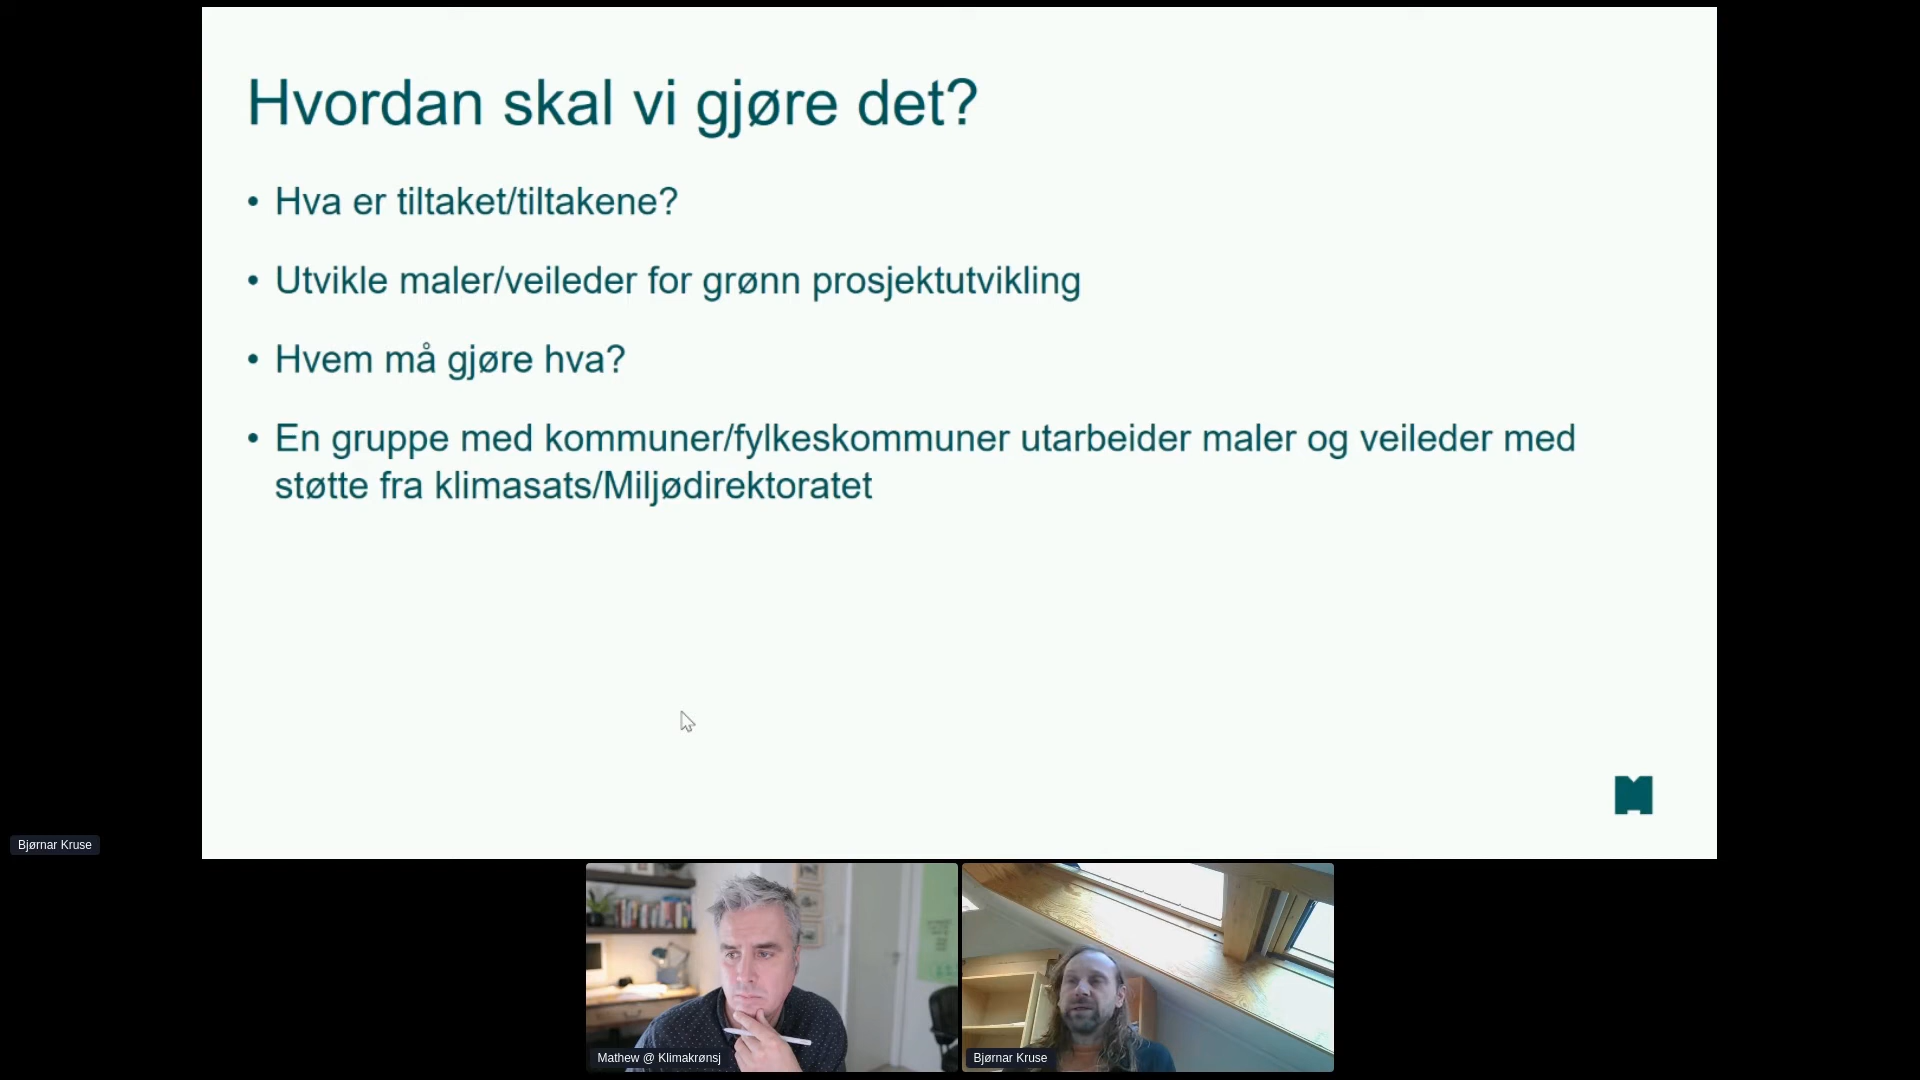 Hvordan skal vi gjøre det?
• Hva er tiltaket/tiltakene?
• Utvikle maler/veileder for grønn prosjektutvikling
• Hvem må gjøre hva?
• En gruppe med kommuner/fylkeskommuner utarbeider maler og veileder med
støtte fra klimasats/Miljødirektoratet
Bjørnar Kruse
Mathew @ Klimakrønsj
Bjørnar Kruse